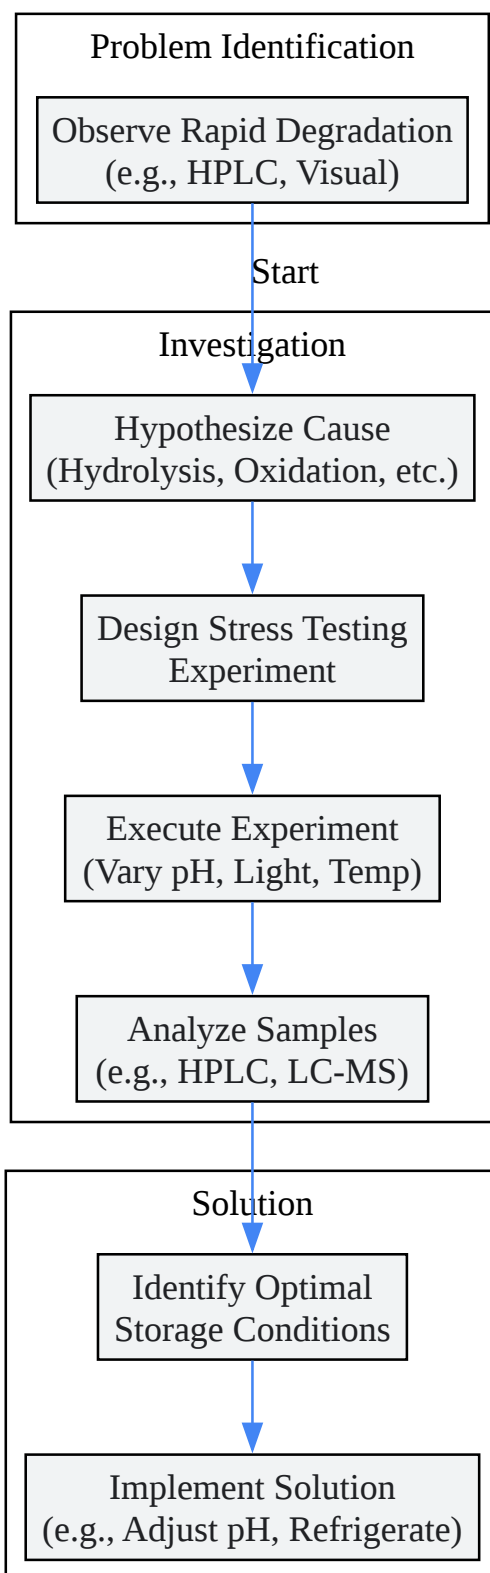 Problem Identification
Observe Rapid Degradation
(e.g., HPLC, Visual)
Start
Investigation
Hypothesize Cause
(Hydrolysis, Oxidation, etc.)
Design Stress Testing
Experiment
Execute Experiment
(Vary pH, Light, Temp)
Analyze Samples
(e.g., HPLC, LC-MS)
Solution
Identify Optimal
Storage Conditions
Implement Solution
(e.g., Adjust pH, Refrigerate)